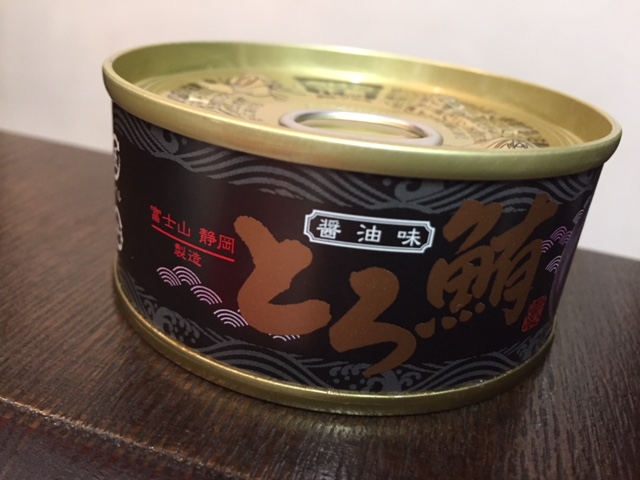 富士山 静岡
製造
醤油味
とろ鮪